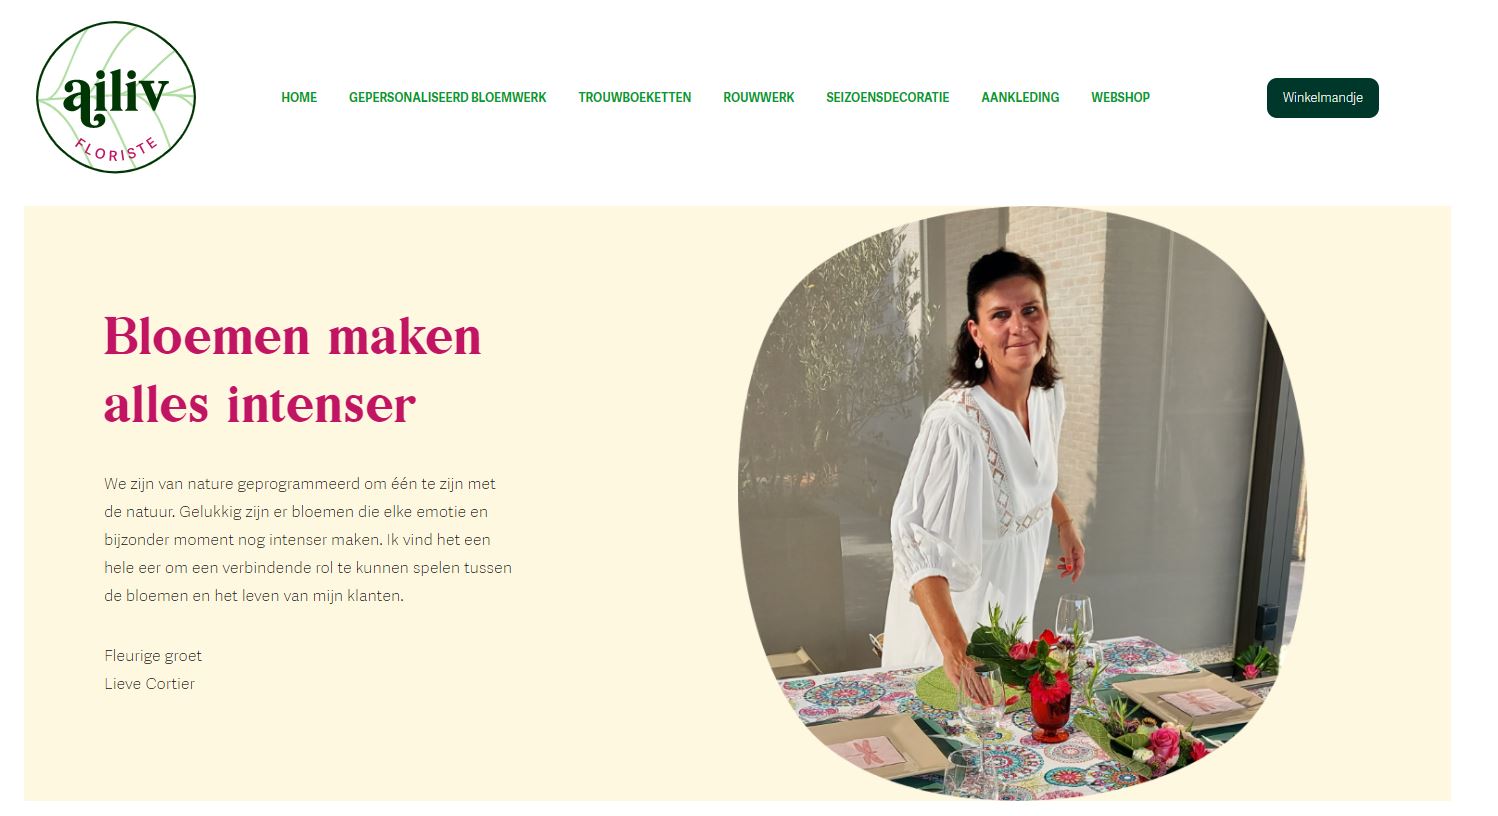 ailiv
FLORISTE
HOME GEPERSONALISEERD BLOEMWERK TROUWBOEKETTEN ROUWWERK SEIZOENSDECORATIE AANKLEDING WEBSHOP
Winkelmandje
Bloemen maken
alles intenser
We zijn van nature geprogrammeerd om één te zijn met
de natuur. Gelukkig zijn er bloemen die elke emotie en
bijzonder moment nog intenser maken. Ik vind het een
hele eer om een verbindende rol te kunnen spelen tussen
de bloemen en het leven van mijn klanten.
Fleurige groet
Lieve Cortier